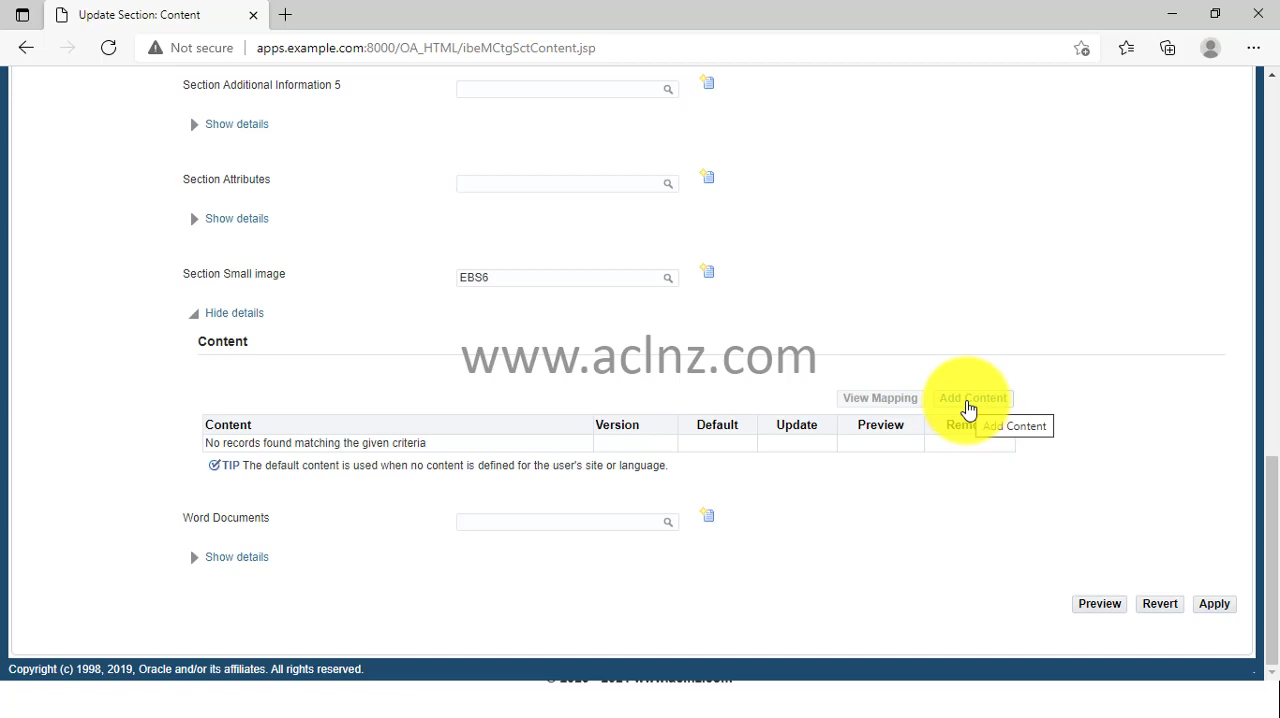 Update Section: Content
Not secure
apps.example.com:8000/OA_HTML/ibeMCtgSctContent.jsp
Section Additional Information 5
Show details
Section Attributes
Show details
Section Small image
EBS6
Hide details
Content
www.aclnz.com
View Mapping Add Content
Content Version Default Update Preview
Add Content
No records found matching the given criteria
TIP The default content is used when no content is defined for the user's site or language.
Word Documents
Show details
Preview Revert Apply
Copyright (c) 1998, 2019, Oracle and/or its affiliates. All rights reserved.